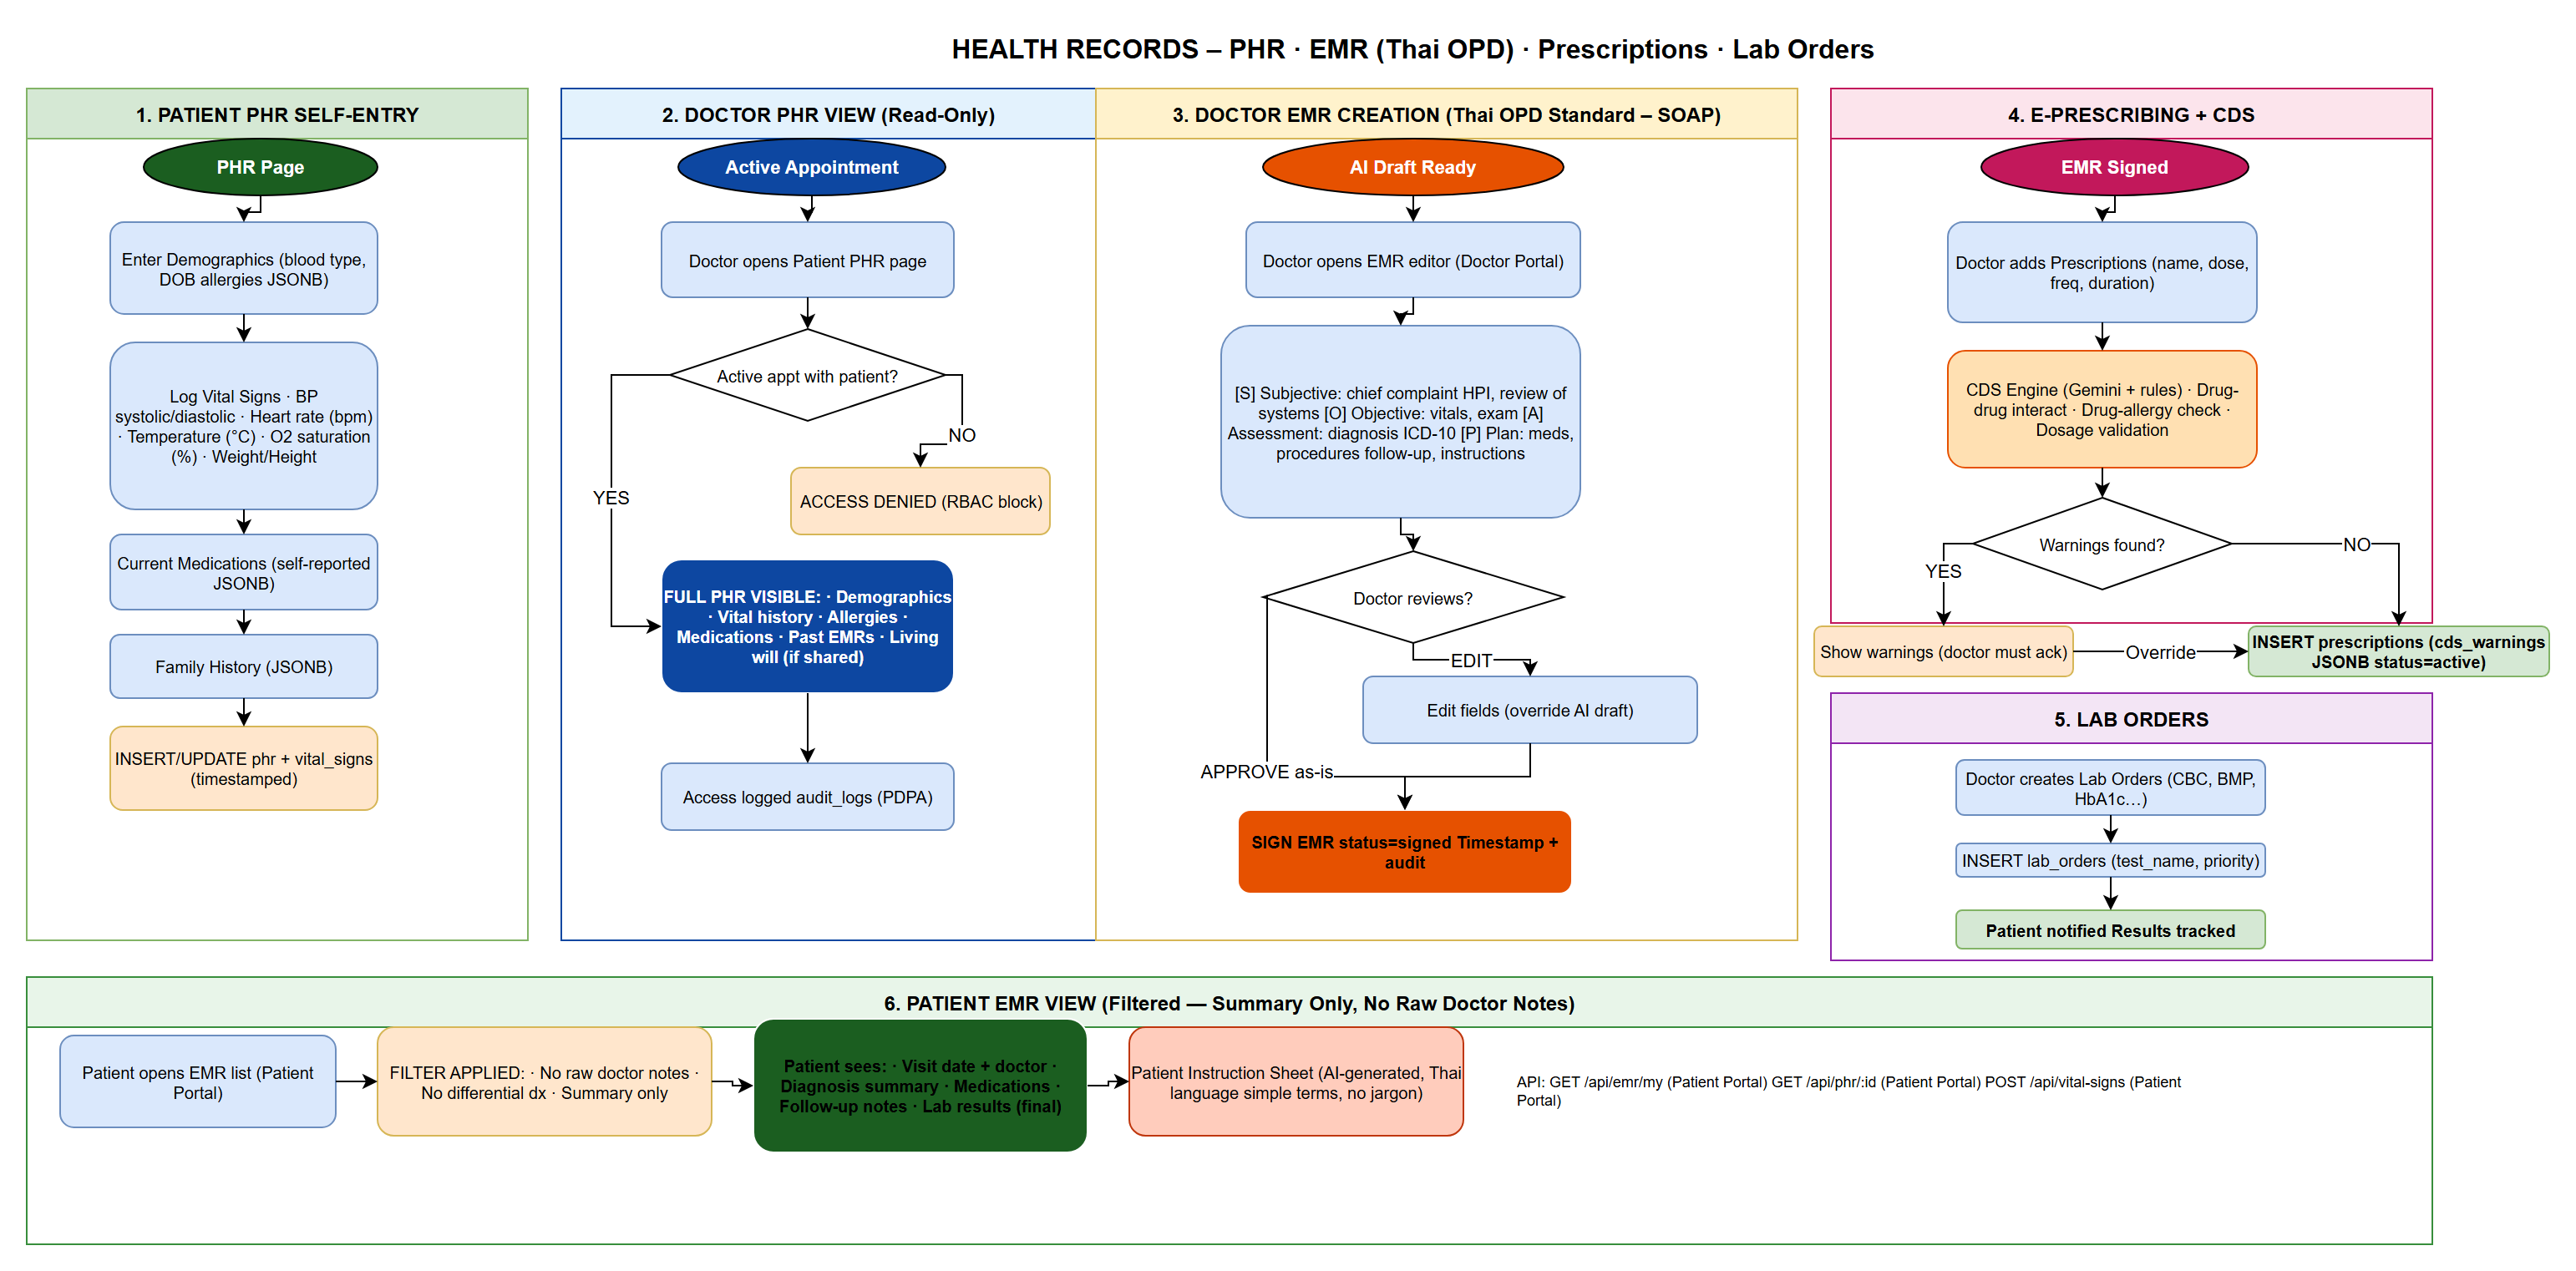 HEALTH RECORDS – PHR · EMR (Thai OPD) · Prescriptions · Lab Orders
1. PATIENT PHR SELF-ENTRY
PHR Page
Enter Demographics (blood type,
DOB allergies JSONB)
Log Vital Signs · BP
systolic/diastolic · Heart rate (bpm)
· Temperature (°C) · O2 saturation
(%) · Weight/Height
Current Medications (self-reported
JSONB)
Family History (JSONB)
INSERT/UPDATE phr + vital_signs
(timestamped)
2. DOCTOR PHR VIEW (Read-Only)
Active Appointment
Doctor opens Patient PHR page
Active appt with patient?
NO
YES
ACCESS DENIED (RBAC block)
FULL PHR VISIBLE: · Demographics
· Vital history · Allergies ·
Medications · Past EMRs · Living
will (if shared)
Access logged audit_logs (PDPA)
3. DOCTOR EMR CREATION (Thai OPD Standard – SOAP)
AI Draft Ready
Doctor opens EMR editor (Doctor Portal)
[S] Subjective: chief complaint HPI, review of
systems [O] Objective: vitals, exam [A]
Assessment: diagnosis ICD-10 [P] Plan: meds,
procedures follow-up, instructions
Doctor reviews?
EDIT
Edit fields (override AI draft)
APPROVE as-is
SIGN EMR status=signed Timestamp +
audit
4. E-PRESCRIBING + CDS
EMR Signed
Doctor adds Prescriptions (name, dose,
freq, duration)
CDS Engine (Gemini + rules) · Drug-
drug interact · Drug-allergy check ·
Dosage validation
Warnings found?
NO
YES
Show warnings (doctor must ack)
Override
INSERT prescriptions (cds_warnings
JSONB status=active)
5. LAB ORDERS
Doctor creates Lab Orders (CBC, BMP,
HbA1c…)
INSERT lab_orders (test_name, priority)
Patient notified Results tracked
6. PATIENT EMR VIEW (Filtered — Summary Only, No Raw Doctor Notes)
Patient opens EMR list (Patient
Portal)
FILTER APPLIED: · No raw doctor notes ·
No differential dx · Summary only
Patient sees: · Visit date + doctor ·
Diagnosis summary · Medications ·
Follow-up notes · Lab results (final)
Patient Instruction Sheet (AI-generated, Thai
language simple terms, no jargon)
API: GET /api/emr/my (Patient Portal) GET /api/phr/:id (Patient Portal) POST /api/vital-signs (Patient
Portal)